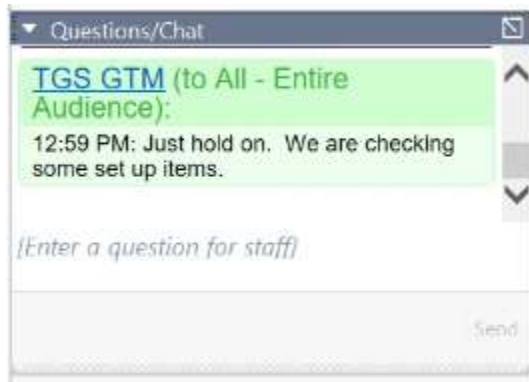 Questions/Chat
TGS GTM (to All - Entire
Audience):
12:59 PM: Just hold on.  We are checking
some set up items.
[Enter a question for staff]
Send